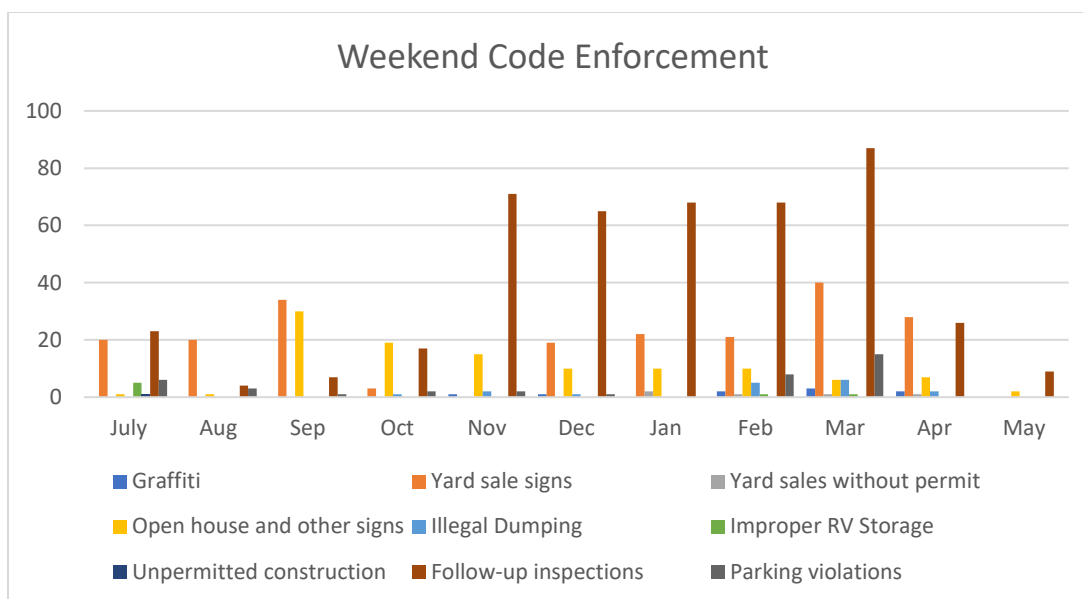 Weekend Code Enforcement
100
80
60
40
20
0
July Aug Sep Oct Nov Dec Jan Feb Mar Apr May
Graffiti Yard sale signs Yard sales without permit
Open house and other signs Illegal Dumping Improper RV Storage
Unpermitted construction Follow-up inspections Parking violations